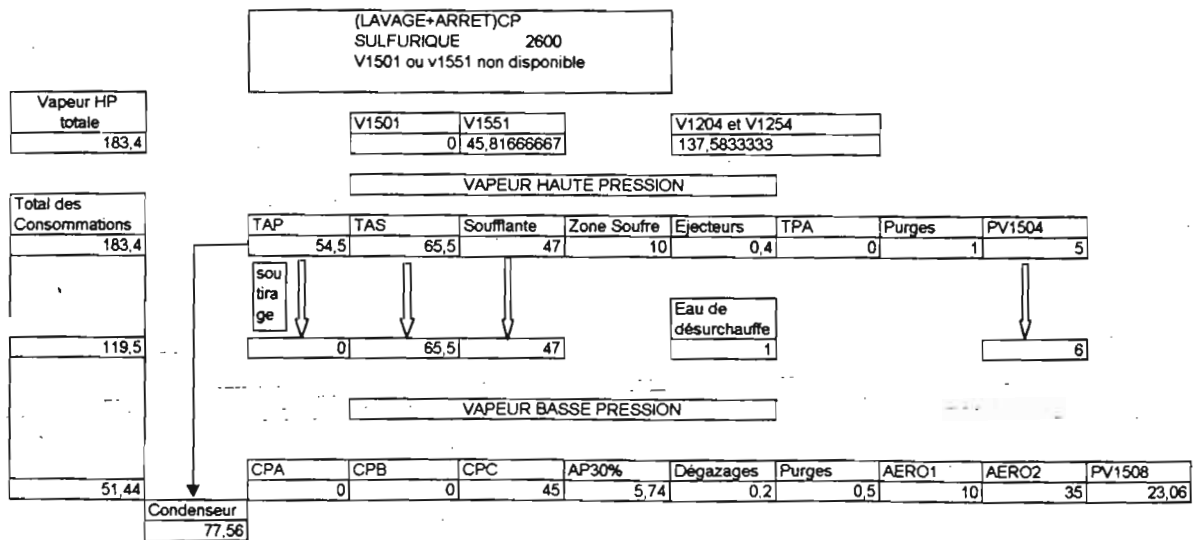 (LAVAGE+ARRET)CP
SULFURIQUE 2600
V1501 ou v1551 non disponible
Vapeur HP
totale
183,4
V1501 V1551
0 45,81666667
V1204 et V1254
137,5833333
VAPEUR HAUTE PRESSION
Total des
Consommations
183,4
TAP TAS Soufflante Zone Soufre Ejecteurs TPA Purges PV1504
54,5 65,5 47 10 0,4 0 1 5
sou
tira
ge
Eau de
désurchauffe
1
119,5
0 65,5 47
6
VAPEUR BASSE PRESSION
CPA CPB CPC AP30% Dégazages Purges AERO1 AERO2 PV1508
51,44
0 0 45 5,74 0.2 0,5 10 35 23,06
Condenseur
77,56